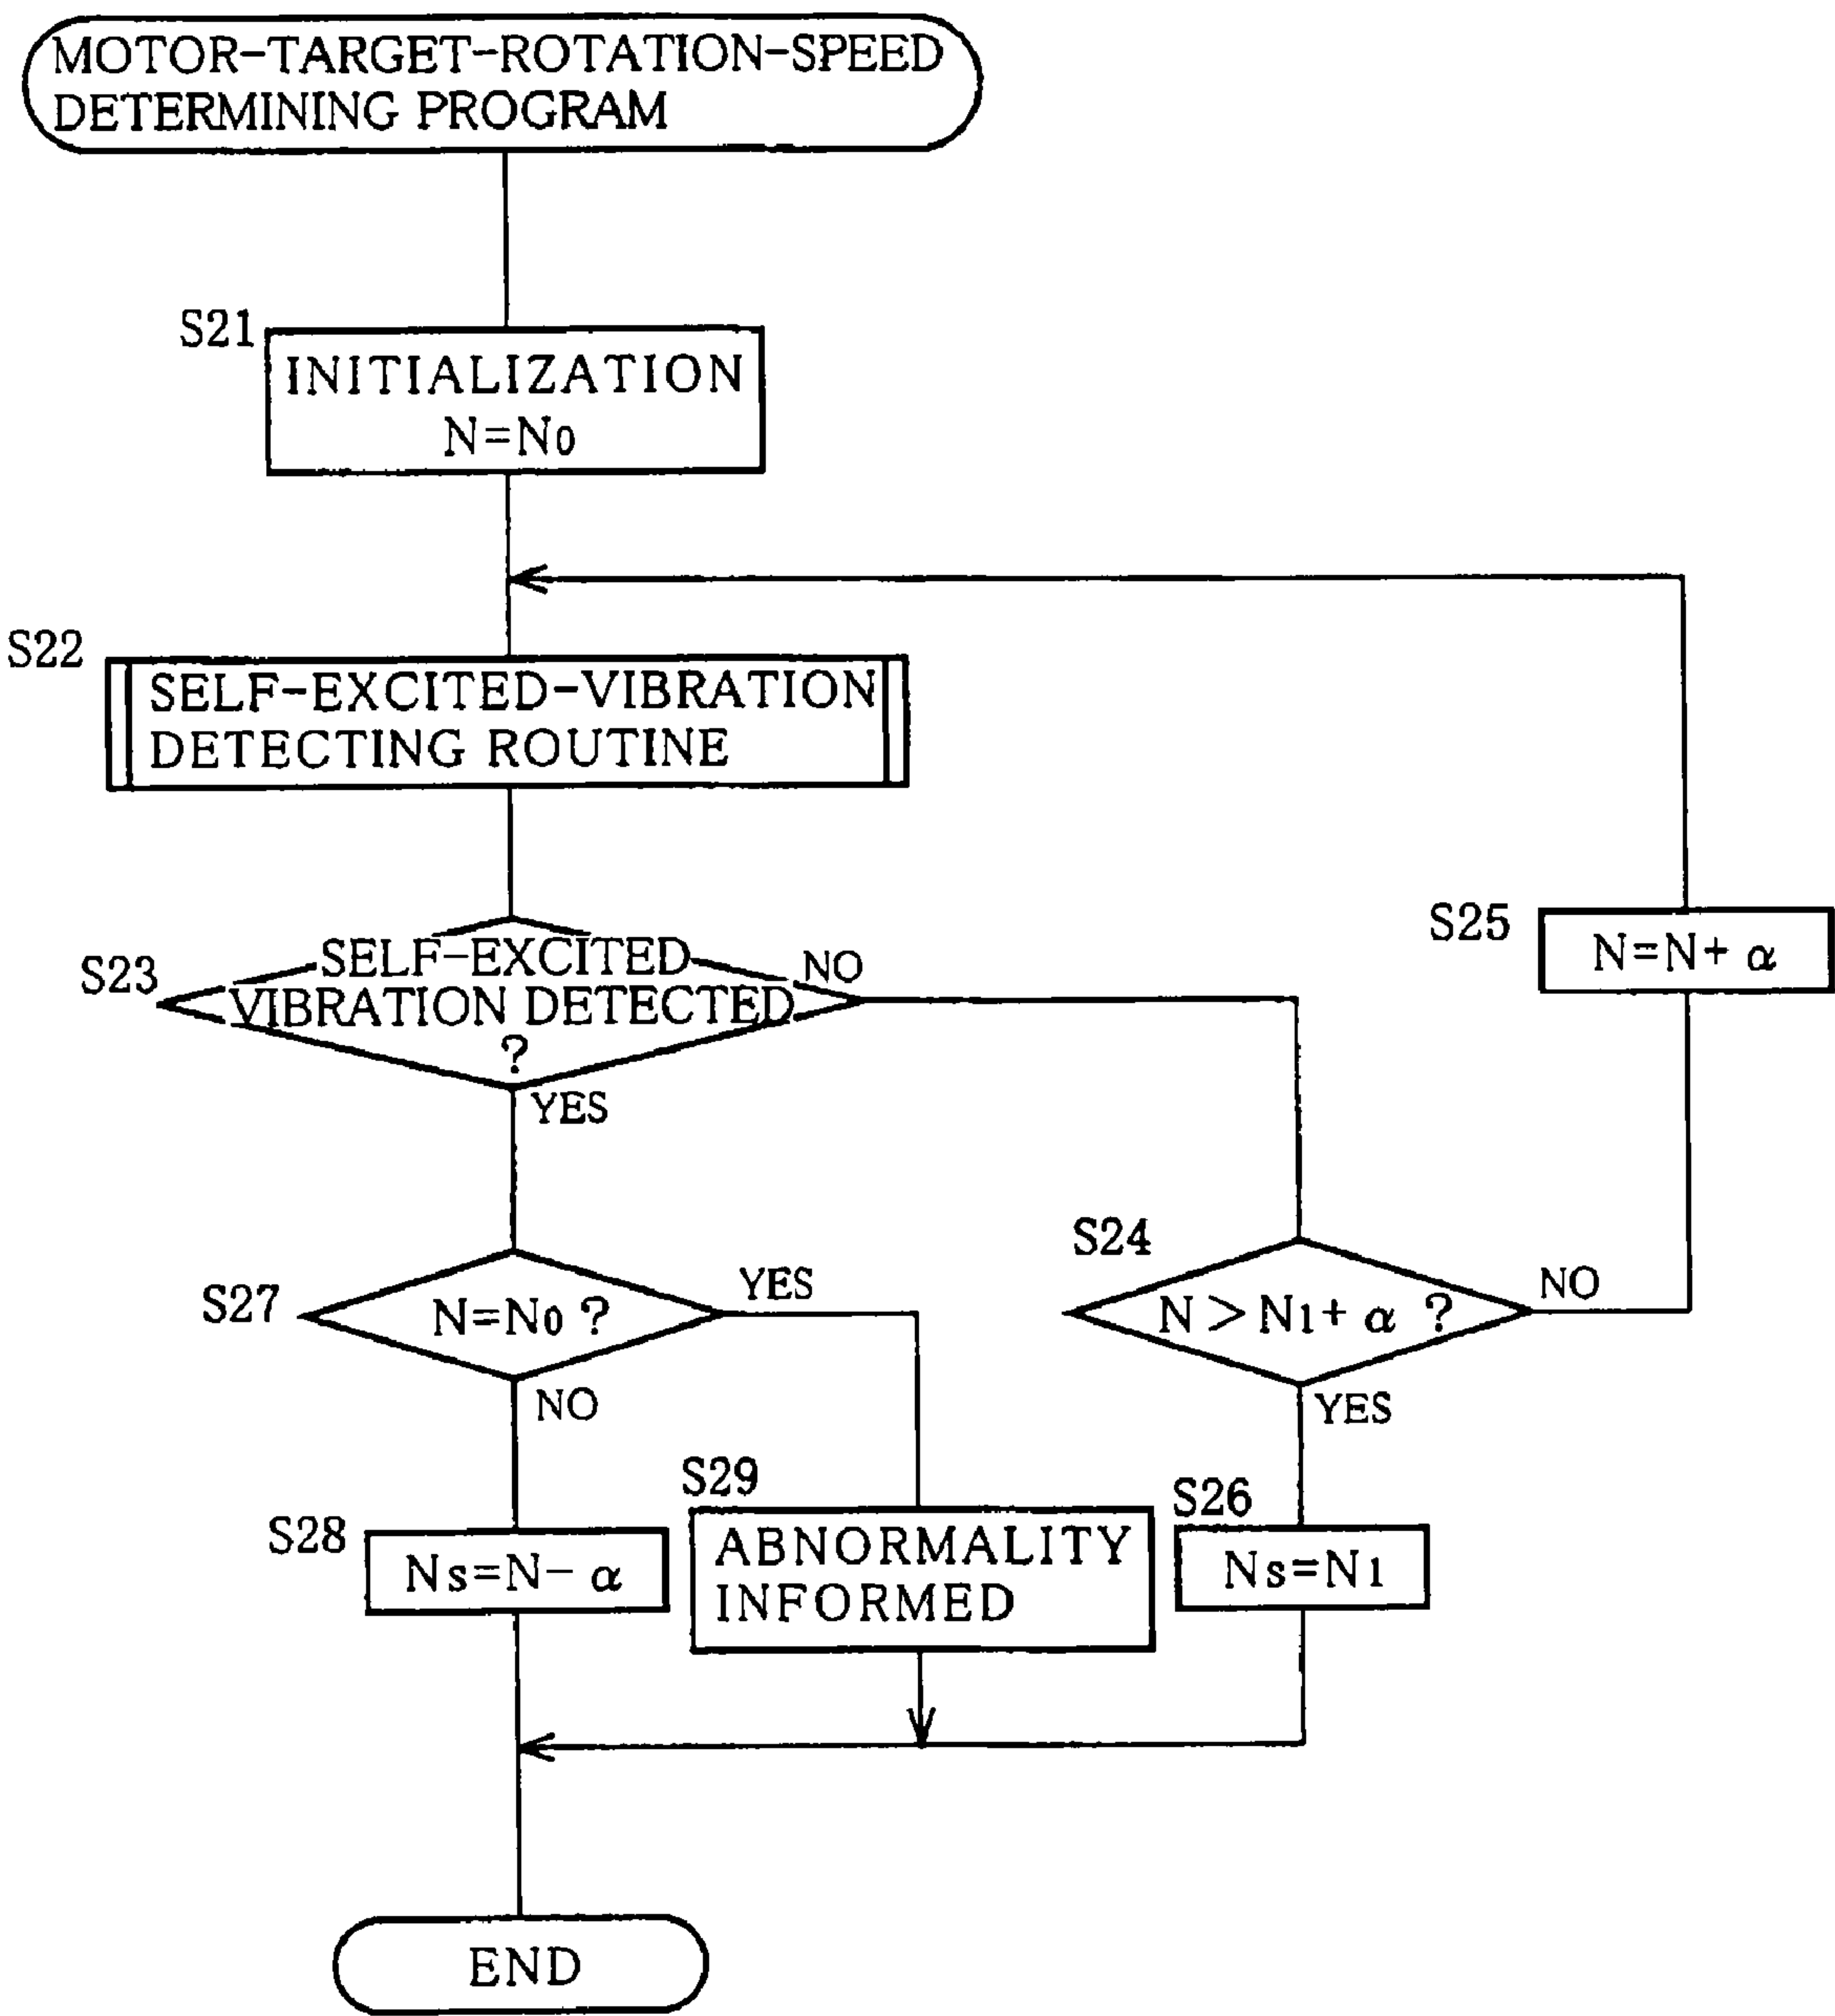 MOTOR-TARGET-ROTATION-SPEED
DETERMINING PROGRAM
S21
INITIALIZATION
N=N0
S22
SELF-EXCITED-VIBRATION
DETECTING ROUTINE
S23
SELF-EXCITED
VIBRATION DETECTED
?
NO
YES
S25
N=N+ α
S24
N > N1+ α ?
NO
YES
S27
N=N0 ?
YES
NO
S28
Ns=N- α
S29
ABNORMALITY
INFORMED
S26
Ns=N1
END